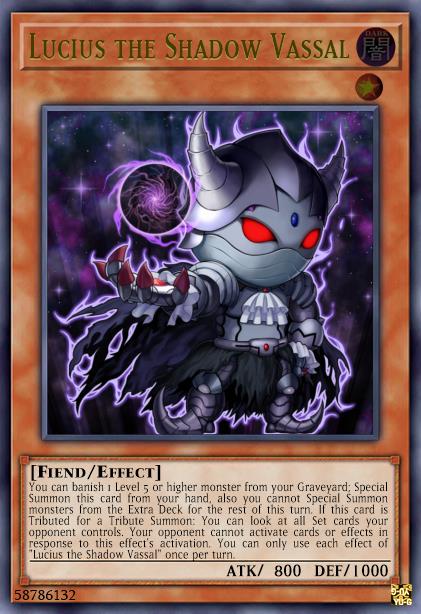 LUCIUS THE SHADOW VASSAL
DARK
闇
[FIEND/EFFECT]
You can banish 1 Level 5 or higher monster from your Graveyard; Special
Summon this card from your hand, also you cannot Special Summon
monsters from the Extra Deck for the rest of this turn. If this card is
Tributed for a Tribute Summon: You can look at all Set cards your
opponent controls. Your opponent cannot activate cards or effects in
response to this effect's activation. You can only use each effect of
"Lucius the Shadow Vassal" once per turn.
ATK/ 800 DEF/1000
58786132